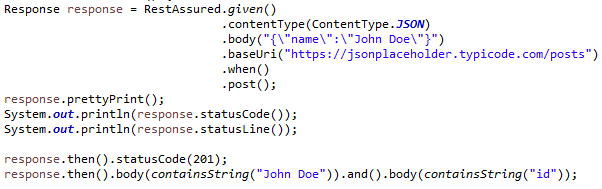 Response response = RestAssured.given()
.contentType(ContentType.JSON)
.body("{\"name\":\"John Doe\"}")
.baseUri("https://jsonplaceholder.typicode.com/posts")
.when()
.post();
response.prettyPrint();
System.out.println(response.statusCode());
System.out.println(response.statusLine());
response.then().statusCode(201);
response.then().body(containsString("John Doe")).and().body(containsString("id"));